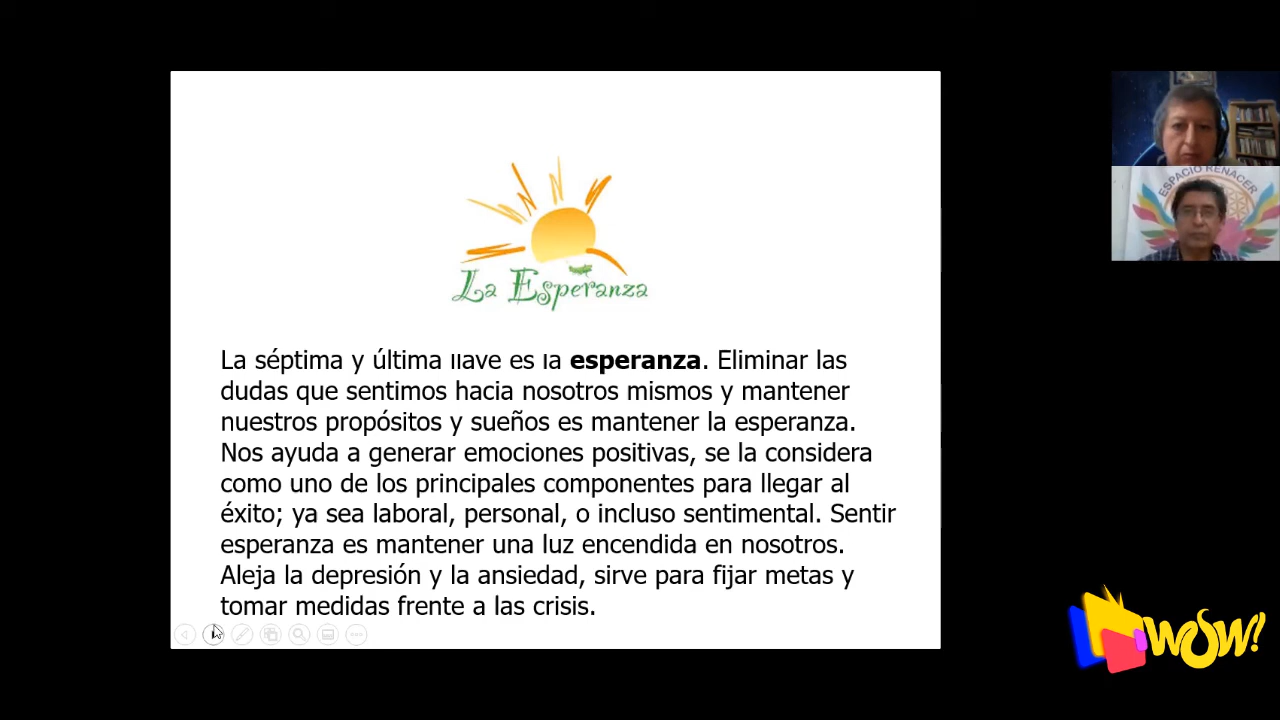 La Esperanza
La séptima y última llave es la esperanza. Eliminar las
dudas que sentimos hacia nosotros mismos y mantener
nuestros propósitos y sueños es mantener la esperanza.
Nos ayuda a generar emociones positivas, se la considera
como uno de los principales componentes para llegar al
éxito; ya sea laboral, personal, o incluso sentimental. Sentir
esperanza es mantener una luz encendida en nosotros.
Aleja la depresión y la ansiedad, sirve para fijar metas y
tomar medidas frente a las crisis.
ESPACIO RENACER
WOW!